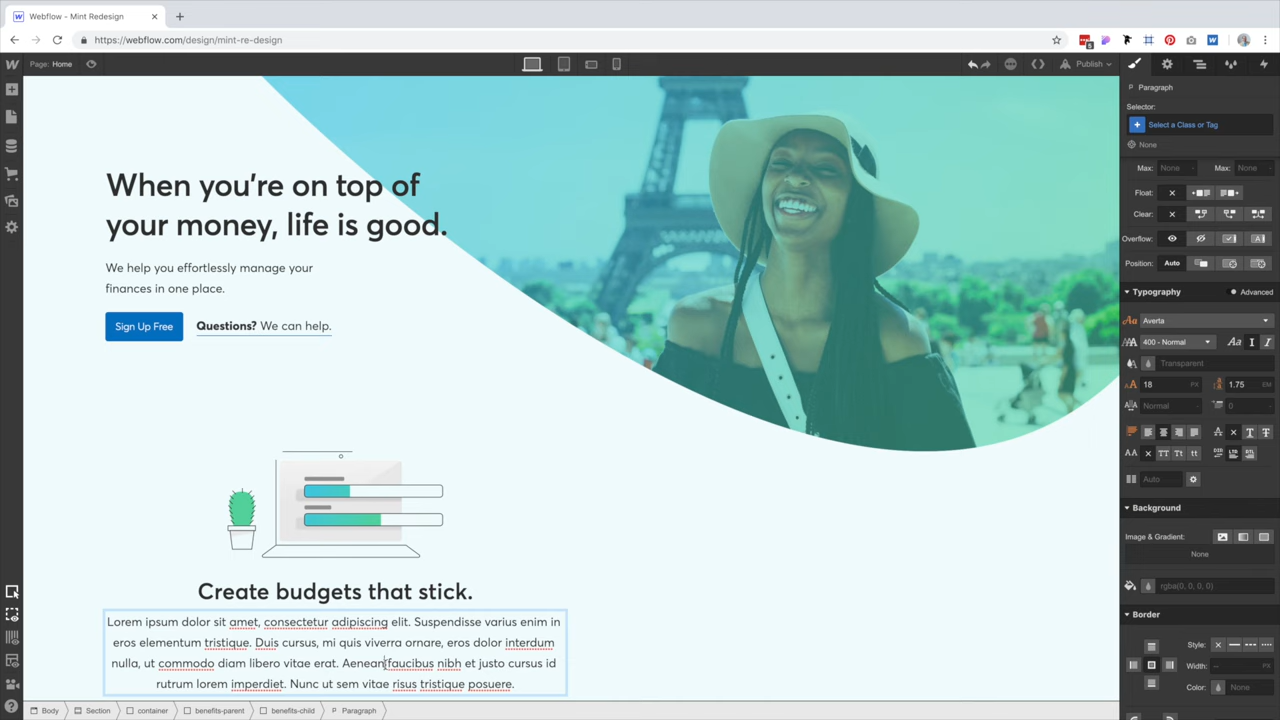 Webflow - Mint Redesign
https://webflow.com/design/mint-re-design
Page: Home
Publish
Paragraph
Selector:
Select a Class or Tag
None
Max: None - Max: None -
Float:
Clear:
Overflow:
Position: Auto
Typography Advanced
Averta
400 - Normal
Transparent
18 PX 1.75 EM
Normal - 0 -
Auto
Background
Image & Gradient:
None
rgba(0, 0, 0, 0)
Border
Style:
Width: -- PX
Color: None
When you're on top of
your money, life is good.
We help you effortlessly manage your
finances in one place.
Sign Up Free Questions? We can help.
Create budgets that stick.
Lorem ipsum dolor sit amet, consectetur adipiscing elit. Suspendisse varius enim in
eros elementum tristique. Duis cursus, mi quis viverra ornare, eros dolor interdum
nulla, ut commodo diam libero vitae erat. Aenean faucibus nibh et justo cursus id
rutrum lorem imperdiet. Nunc ut sem vitae risus tristique posuere.
Body Section container benefits-parent benefits-child Paragraph